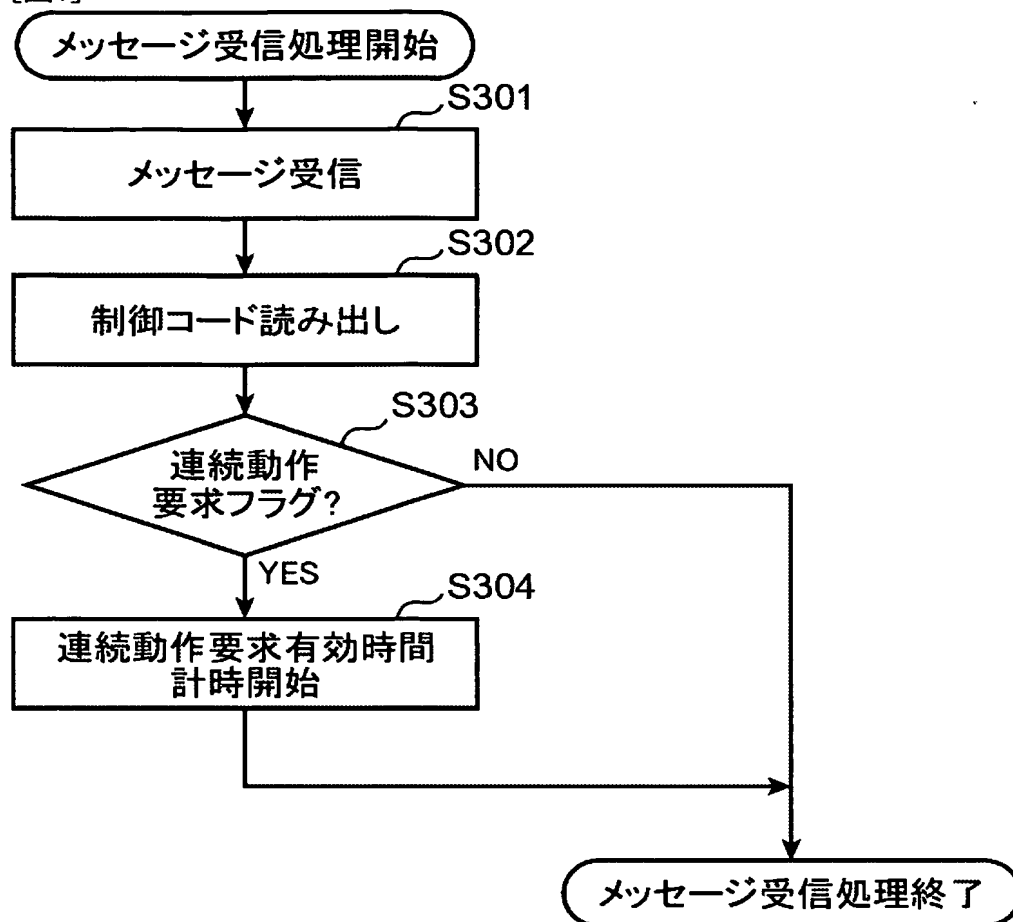 メッセージ受信処理開始
S301
メッセージ受信
S302
制御コード読み出し
S303
連続動作
要求フラグ?
NO
YES
S304
連続動作要求有効時間
計時開始
メッセージ受信処理終了